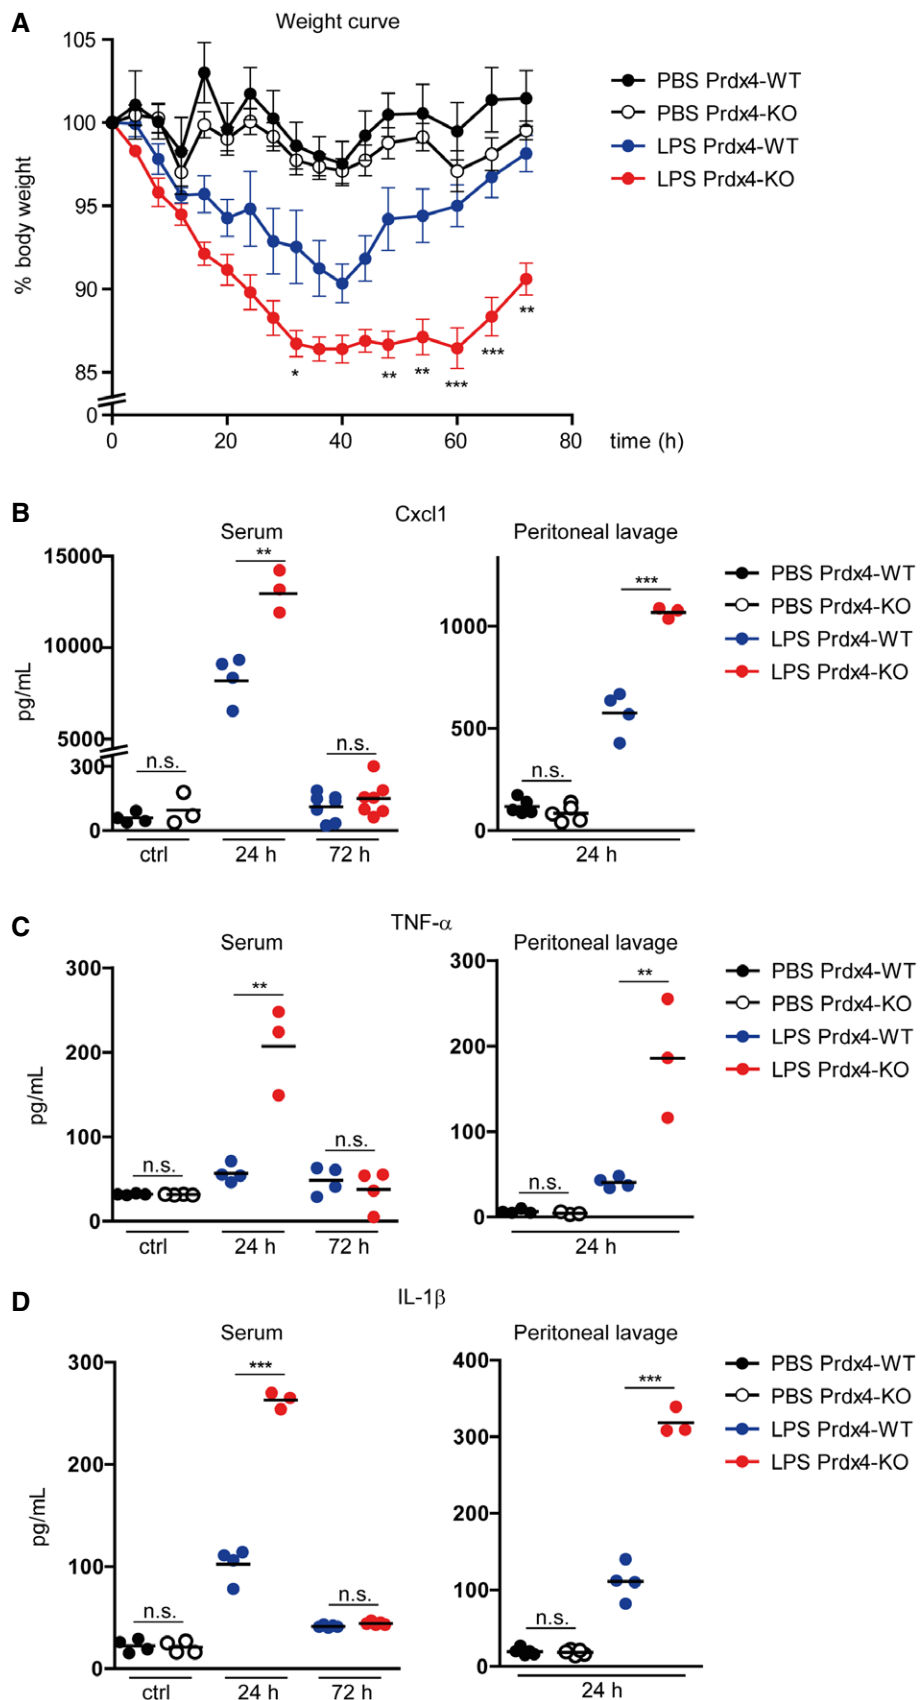 A
Weight curve
105
100
95
90
85
0
% body weight
0 20 40 60 80 time (h)
* ** ** *** *** **
PBS Prdx4-WT
PBS Prdx4-KO
LPS Prdx4-WT
LPS Prdx4-KO
B
Cxcl1
Serum
15000
10000
5000
300
0
pg/mL
n.s. ** n.s.
ctrl 24 h 72 h
Peritoneal lavage
1000
500
0
n.s. ***
24 h
PBS Prdx4-WT
PBS Prdx4-KO
LPS Prdx4-WT
LPS Prdx4-KO
C
TNF-α
Serum
300
200
100
0
pg/mL
n.s. ** n.s.
ctrl 24 h 72 h
Peritoneal lavage
300
200
100
0
n.s. **
24 h
PBS Prdx4-WT
PBS Prdx4-KO
LPS Prdx4-WT
LPS Prdx4-KO
D
IL-1β
Serum
300
200
100
0
pg/mL
n.s. *** n.s.
ctrl 24 h 72 h
Peritoneal lavage
400
300
200
100
0
n.s. ***
24 h
PBS Prdx4-WT
PBS Prdx4-KO
LPS Prdx4-WT
LPS Prdx4-KO